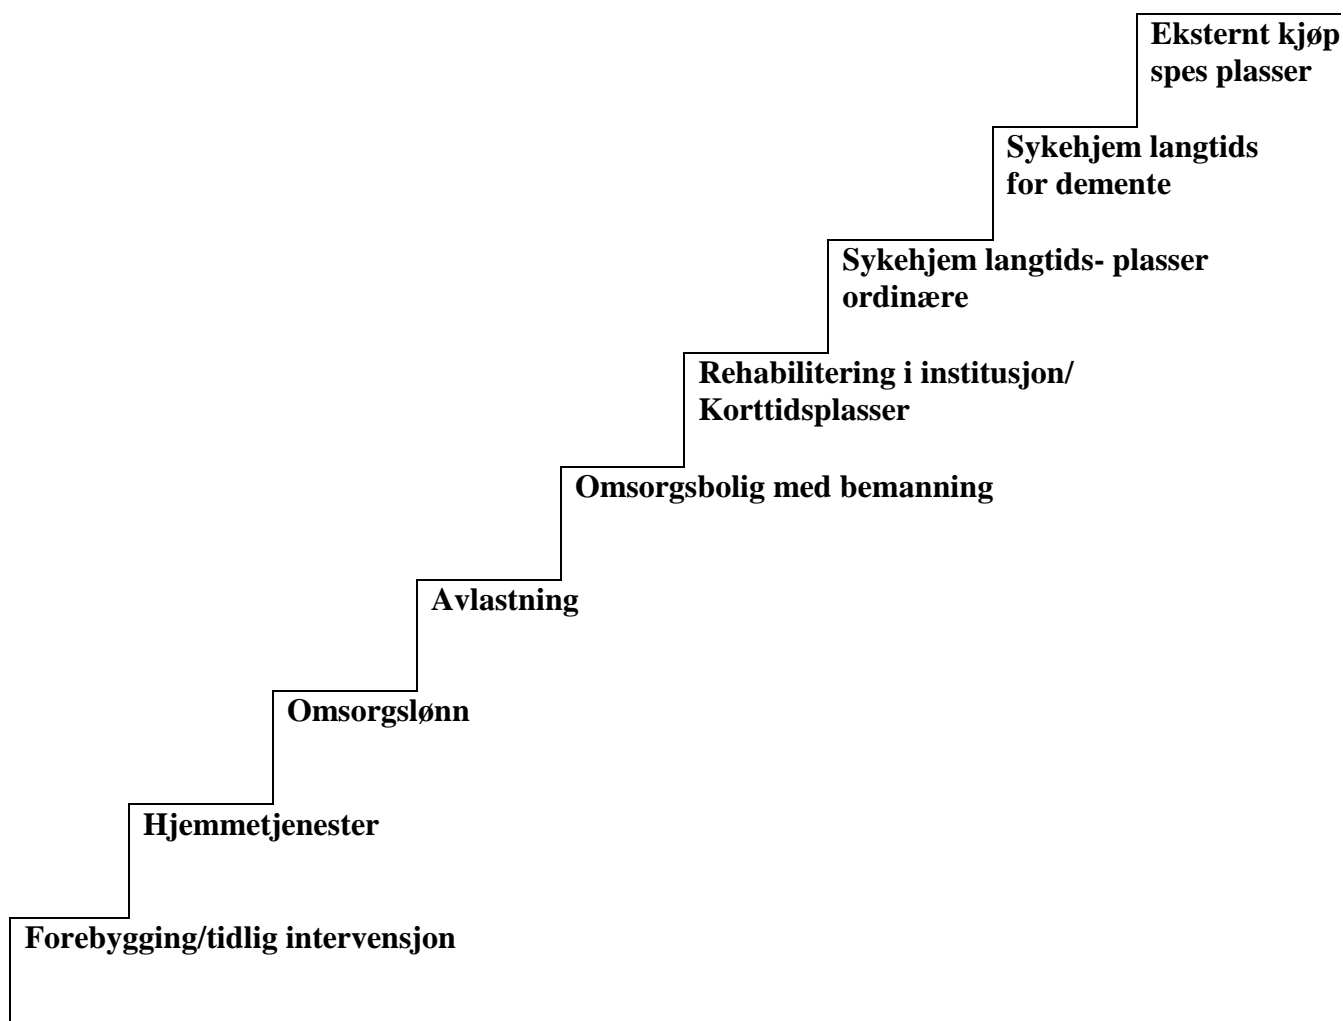 Eksternt kjøp
spes plasser
Sykehjem langtids
for demente
Sykehjem langtids- plasser
ordinære
Rehabilitering i institusjon/
Korttidsplasser
Omsorgsbolig med bemanning
Avlastning
Omsorgslønn
Hjemmetjenester
Forebygging/tidlig intervensjon